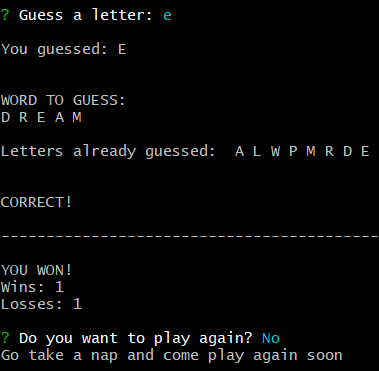 ? Guess a letter: e
You guessed: E
WORD TO GUESS:
D R E A M
Letters already guessed:  A L W P M R D E
CORRECT!
------------------------------------------
YOU WON!
Wins: 1
Losses: 1
? Do you want to play again? No
Go take a nap and come play again soon